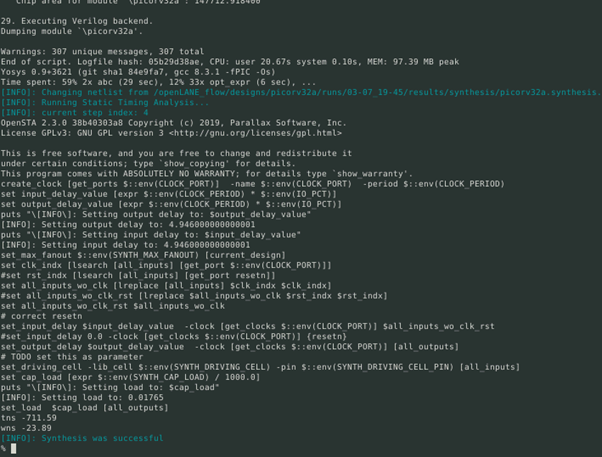 Chip area for module '\picorv32a': 147712.918400
29. Executing Verilog backend.
Dumping module `\picorv32a'.
Warnings: 307 unique messages, 307 total
End of script. Logfile hash: 05b29d38ae, CPU: user 20.67s system 0.10s, MEM: 97.39 MB peak
Yosys 0.9+3621 (git sha1 84e9fa7, gcc 8.3.1 -fPIC -Os)
Time spent: 59% 2x abc (29 sec), 12% 33x opt_expr (6 sec), ...
[INFO]: Changing netlist from /openLANE_flow/designs/picorv32a/runs/03-07_19-45/results/synthesis/picorv32a.synthesis.
[INFO]: Running Static Timing Analysis...
[INFO]: current step index: 4
OpenSTA 2.3.0 38b40303a8 Copyright (c) 2019, Parallax Software, Inc.
License GPLv3: GNU GPL version 3 <http://gnu.org/licenses/gpl.html>
This is free software, and you are free to change and redistribute it
under certain conditions; type `show_copying' for details.
This program comes with ABSOLUTELY NO WARRANTY; for details type `show_warranty'.
create_clock [get_ports $::env(CLOCK_PORT)]  -name $::env(CLOCK_PORT)  -period $::env(CLOCK_PERIOD)
set input_delay_value [expr $::env(CLOCK_PERIOD) * $::env(IO_PCT)]
set output_delay_value [expr $::env(CLOCK_PERIOD) * $::env(IO_PCT)]
puts "\[INFO\]: Setting output delay to: $output_delay_value"
[INFO]: Setting output delay to: 4.946000000000001
puts "\[INFO\]: Setting input delay to: $input_delay_value"
[INFO]: Setting input delay to: 4.946000000000001
set_max_fanout $::env(SYNTH_MAX_FANOUT) [current_design]
set clk_indx [lsearch [all_inputs] [get_port $::env(CLOCK_PORT)]]
#set rst_indx [lsearch [all_inputs] [get_port resetn]]
set all_inputs_wo_clk [lreplace [all_inputs] $clk_indx $clk_indx]
#set all_inputs_wo_clk_rst [lreplace $all_inputs_wo_clk $rst_indx $rst_indx]
set all_inputs_wo_clk_rst $all_inputs_wo_clk
# correct resetn
set_input_delay $input_delay_value  -clock [get_clocks $::env(CLOCK_PORT)] $all_inputs_wo_clk_rst
#set_input_delay 0.0 -clock [get_clocks $::env(CLOCK_PORT)] {resetn}
set_output_delay $output_delay_value  -clock [get_clocks $::env(CLOCK_PORT)] [all_outputs]
# TODO set this as parameter
set_driving_cell -lib_cell $::env(SYNTH_DRIVING_CELL) -pin $::env(SYNTH_DRIVING_CELL_PIN) [all_inputs]
set cap_load [expr $::env(SYNTH_CAP_LOAD) / 1000.0]
puts "\[INFO\]: Setting load to: $cap_load"
[INFO]: Setting load to: 0.01765
set_load  $cap_load [all_outputs]
tns -711.59
wns -23.89
[INFO]: Synthesis was successful
%